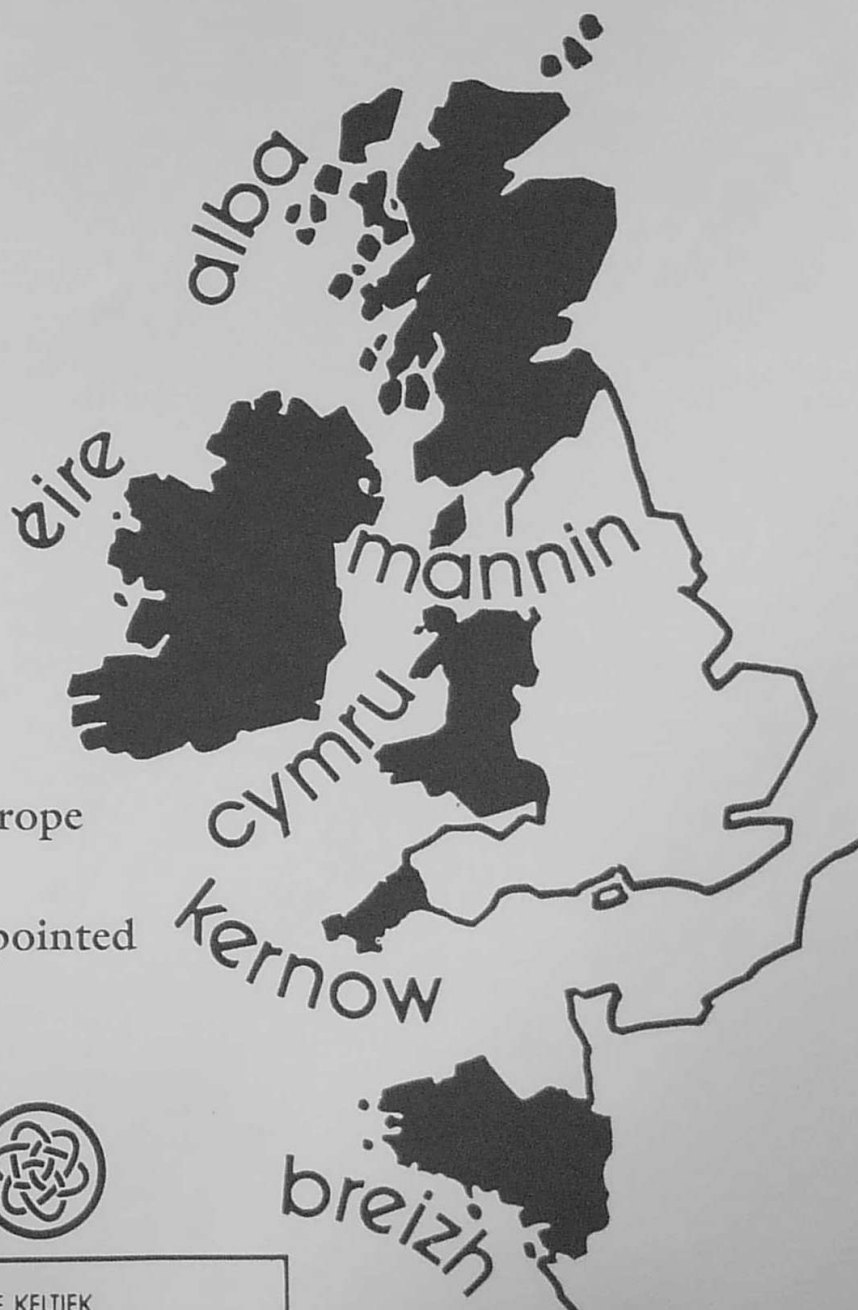 alba
éire
mannin
cymru
rope
kernow
pointed
breizh
KELTIEK